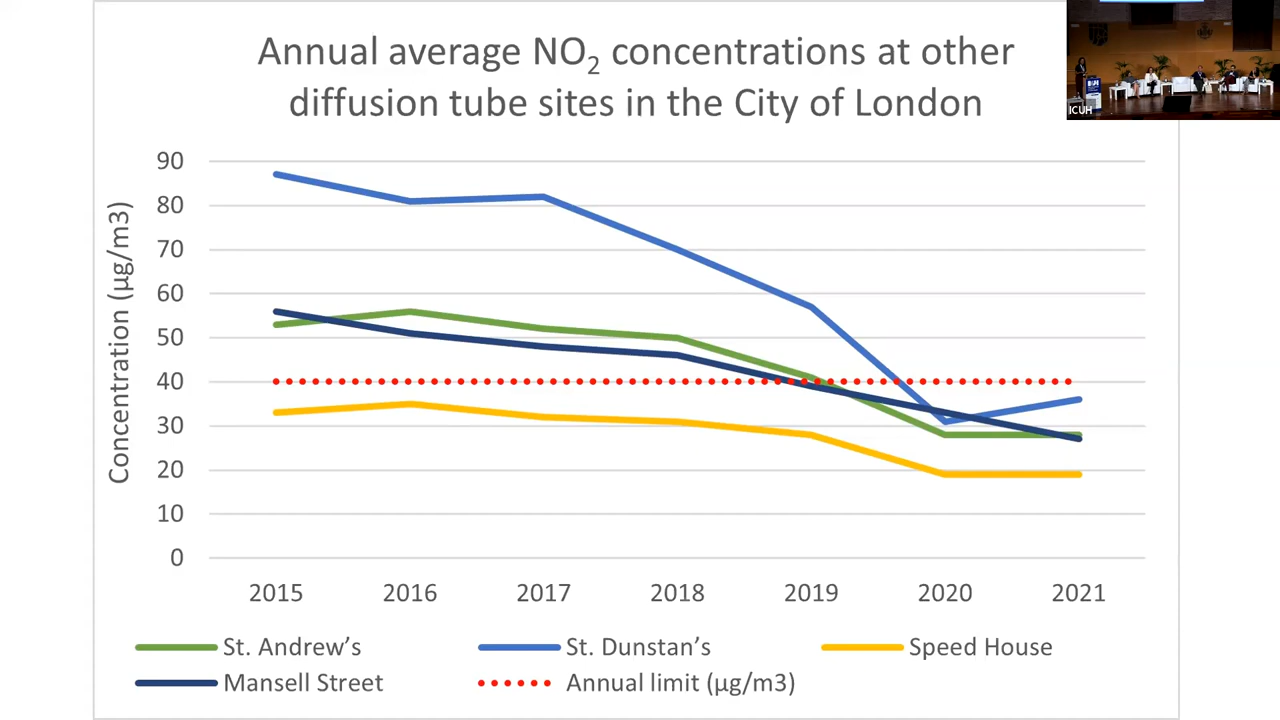 Annual average NO₂ concentrations at other
diffusion tube sites in the City of London
ICUH
Concentration (µg/m3)
90
80
70
60
50
40
30
20
10
0
2015 2016 2017 2018 2019 2020 2021
St. Andrew’s St. Dunstan’s Speed House
Mansell Street Annual limit (µg/m3)